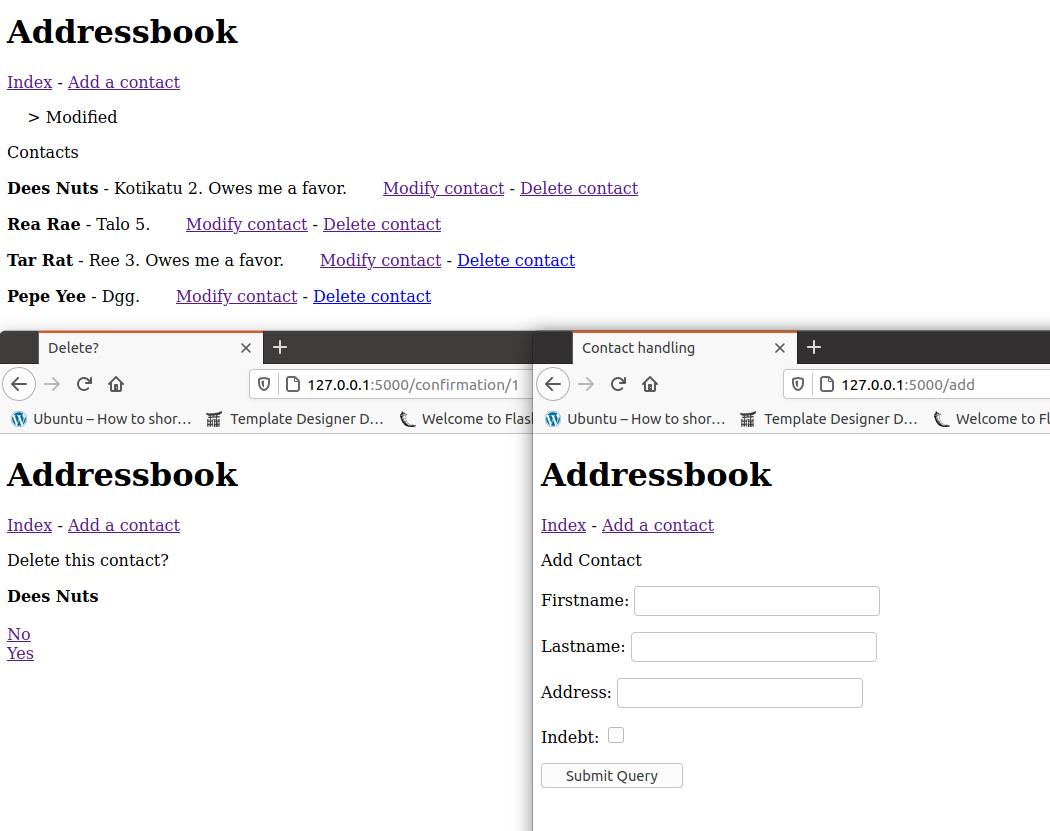 Addressbook
Index - Add a contact
> Modified
Contacts
Dees Nuts - Kotikatu 2. Owes me a favor. Modify contact - Delete contact
Rea Rae - Talo 5. Modify contact - Delete contact
Tar Rat - Ree 3. Owes me a favor. Modify contact - Delete contact
Pepe Yee - Dgg. Modify contact - Delete contact
Delete?
127.0.0.1:5000/confirmation/1
Ubuntu – How to shor... Template Designer D... Welcome to Flas
Addressbook
Index - Add a contact
Delete this contact?
Dees Nuts
No
Yes
Contact handling
127.0.0.1:5000/add
Ubuntu – How to shor... Template Designer D... Welcome to Fl
Addressbook
Index - Add a contact
Add Contact
Firstname:
Lastname:
Address:
Indebt:
Submit Query